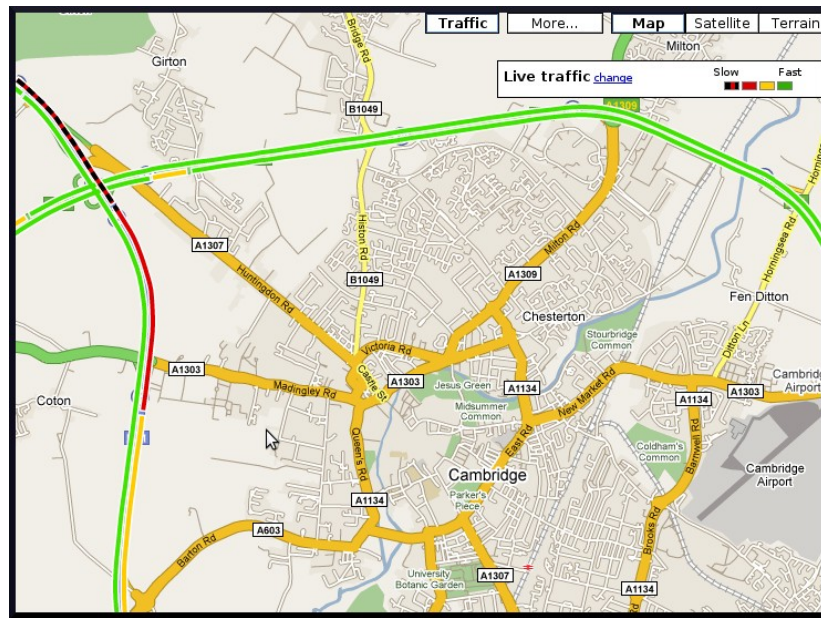 Traffic
More...
Map
Satellite
Terrain
Live traffic change
Slow
Fast
Girton
Bridge Rd
Milton
B1049
A1309
Horningsea Rd
Histon Rd
Milton Rd
A1307
B1049
A1309
Huntingdon Rd
Fen Ditton
Chesterton
Stourbridge
Common
Ditton Ln
Victoria Rd
A1303
Castle St
A1303
Jesus Green
A1134
New Market Rd
A1303
Airport
Madingley Rd
Midsummer
Common
A1134
Coton
Queen's Rd
East Rd
Barnwell Rd
Coldham's
Common
Cambridge
Cambridge
Airport
A1134
Parker's
Piece
A603
Barton Rd
Brooks Rd
University
Botanic Garden
A1307
A1134
Rd